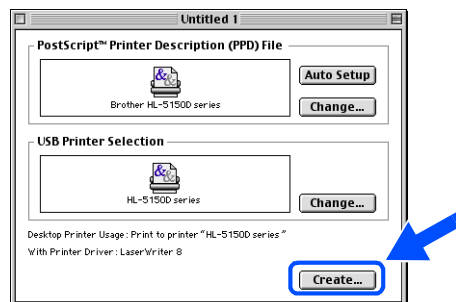 Untitled 1
PostScript™ Printer Description (PPD) File
Auto Setup
Brother HL-5150D series
Change...
USB Printer Selection
HL-5150D series
Change...
Desktop Printer Usage: Print to printer “HL-5150D series ”
With Printer Driver: LaserWriter 8
Create...